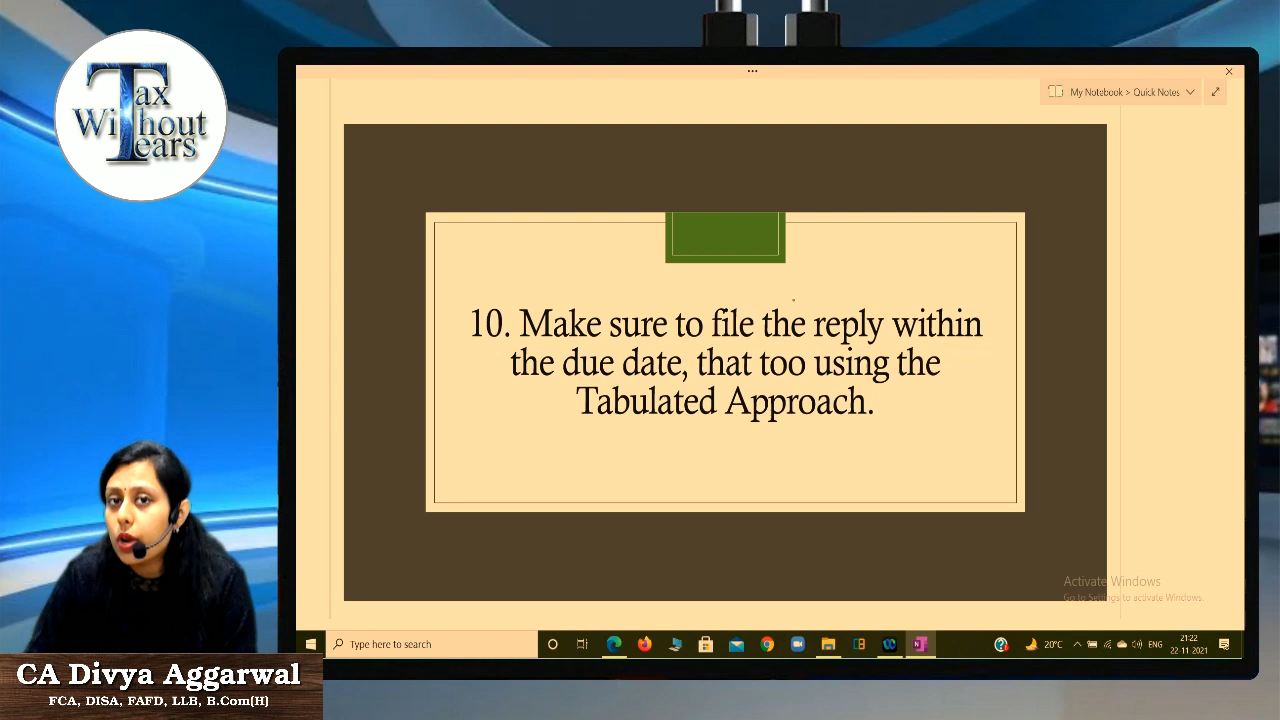 Tax
Without
Tears
My Notebook > Quick Notes
10. Make sure to file the reply within
the due date, that too using the
Tabulated Approach.
Activate Windows
Go to Settings to activate Windows.
Type here to search
20°C
ENG
21:22
22-11-2021
CA Divya Aggarwal
FCA, DISA, FAFD, LLB, B.Com(H)